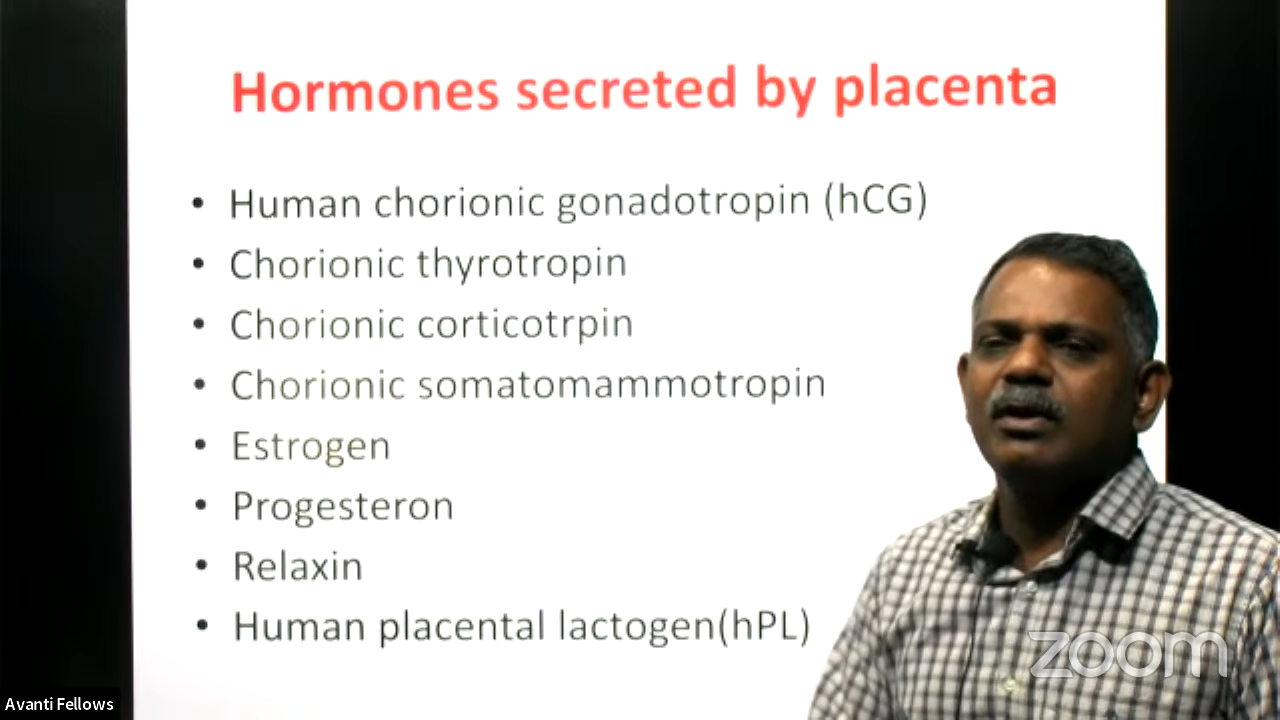 Hormones secreted by placenta
• Human chorionic gonadotropin (hCG)
• Chorionic thyrotropin
• Chorionic corticotrpin
• Chorionic somatomammotropin
• Estrogen
• Progesteron
• Relaxin
• Human placental lactogen(hPL)
zoom
Avanti Fellows